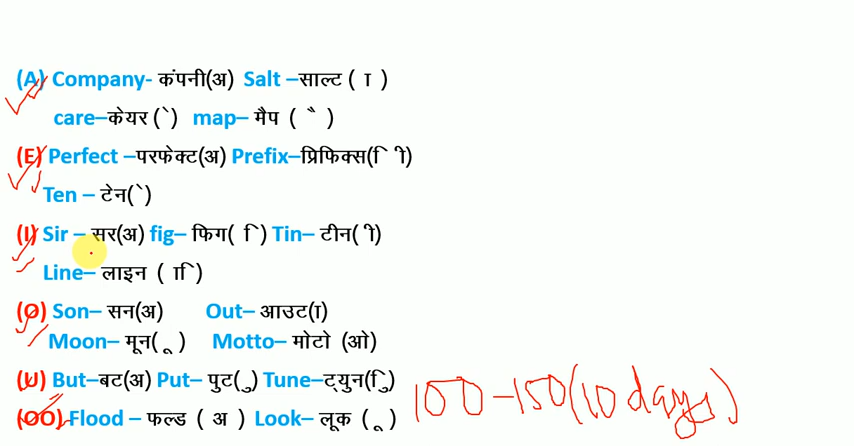 (A) Company- कंपनी(अ) Salt –साल्ट ( ा )
care–केयर (े) map– मैप ( ै )
(E) Perfect –परफेक्ट(अ) Prefix–प्रिफिक्स(ि ी)
Ten – टेन(े)
(I) Sir – सर(अ) fig– फिग( ि ) Tin– टीन( ी)
Line– लाइन ( ाि)
(O) Son– सन(अ) Out– आउट(ा)
Moon– मून( ू ) Motto– मोटो (ओ)
(U) But–बट(अ) Put– पुट(ु) Tune–ट्युन(िु)
(OO) Flood – फल्ड ( अ ) Look– लूक ( ू )
100-150 (10 days)